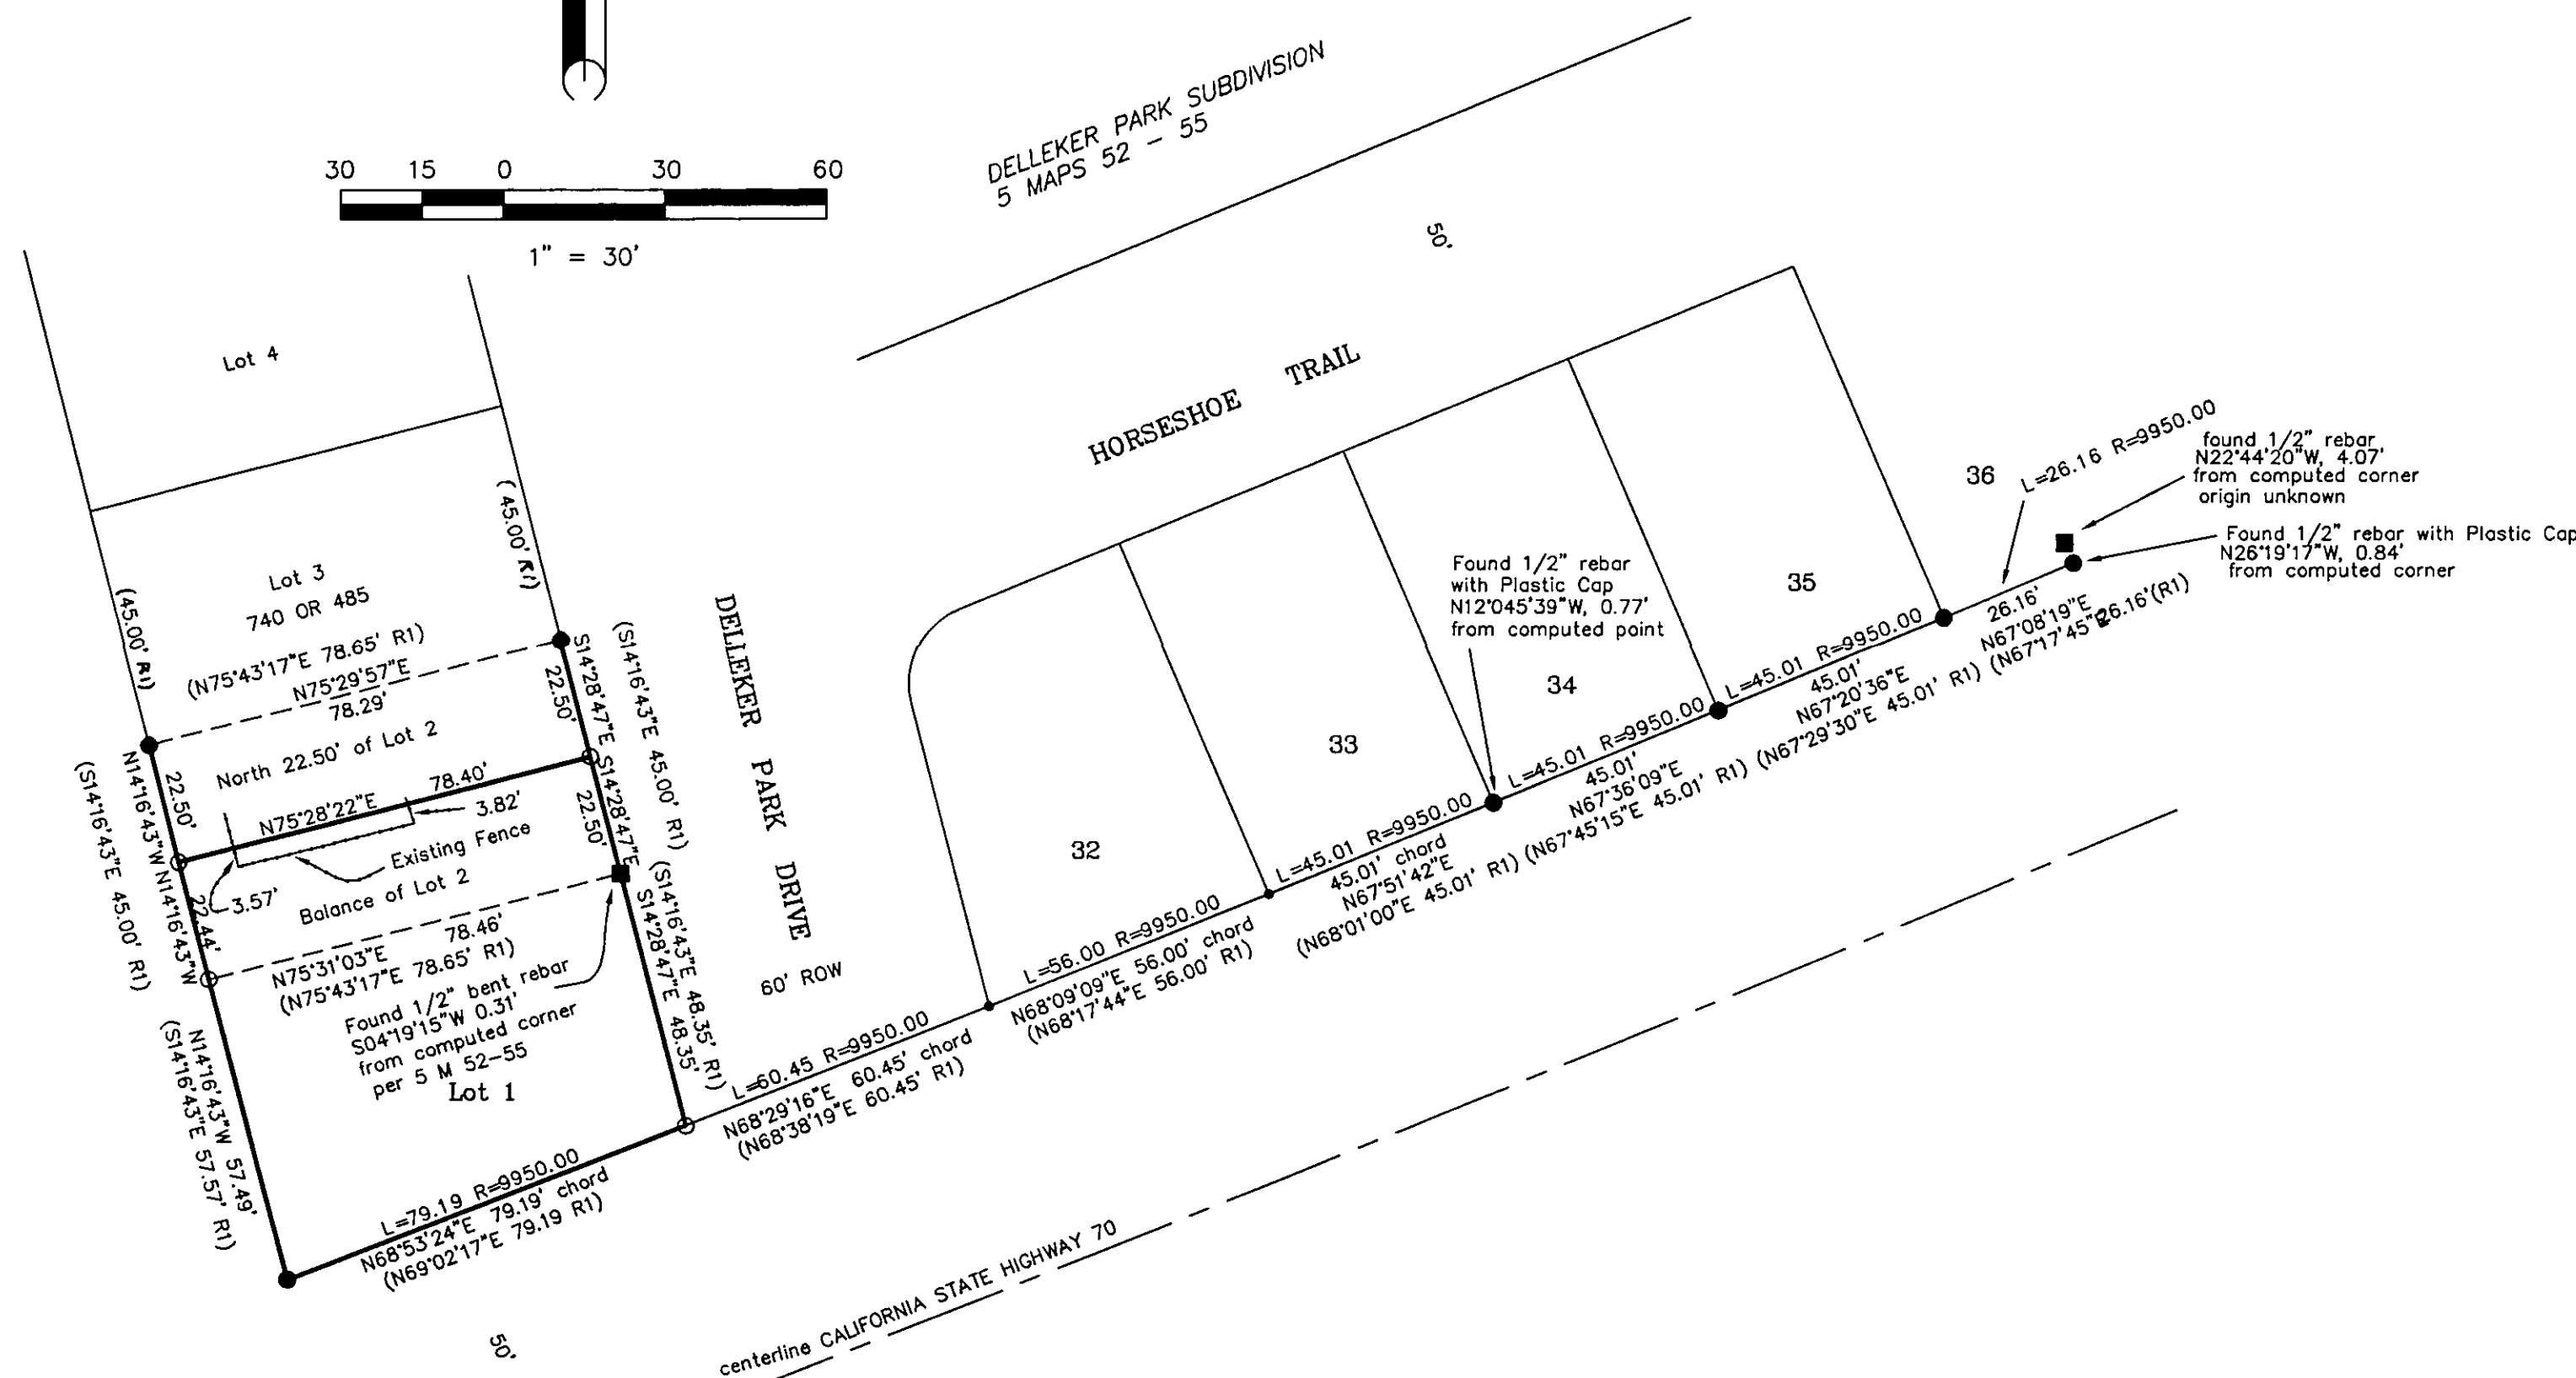 30 15 0 30 60
1" = 30'
DELLEKER PARK SUBDIVISION
5 MAPS 52 - 55
50'
HORSESHOE TRAIL
Lot 4
(45.00' R1)
(45.00' R1)
Lot 3
740 OR 485
(N75°43'17"E 78.65' R1)
N75°29'57"E
78.29'
North 22.50' of Lot 2
78.40'
N75°28'22"E
3.82'
Existing Fence
Balance of Lot 2
3.57'
78.46'
N75°31'03"E
(N75°43'17"E 78.65' R1)
Found 1/2" bent rebar
S04°19'15"W 0.31'
from computed corner
per 5 M 52-55
Lot 1
22.50'
N14°16'43"W
(S14°16'43"E 45.00' R1)
22.44'
N14°16'43"W
N14°16'43"W 57.49'
(S14°16'43"E 57.57' R1)
S14°28'47"E
22.50'
(S14°16'43"E 45.00' R1)
S14°28'47"E
22.50'
(S14°16'43"E 48.35' R1)
S14°28'47"E 48.35'
DELLEKER PARK DRIVE
60' ROW
L=79.19 R=9950.00
N68°53'24"E 79.19' chord
(N69°02'17"E 79.19 R1)
L=60.45 R=9950.00
N68°29'16"E 60.45' chord
(N68°38'19"E 60.45' R1)
32
L=56.00 R=9950.00
N68°09'09"E 56.00' chord
(N68°17'44"E 56.00' R1)
33
L=45.01 R=9950.00
45.01' chord
N67°51'42"E
(N68°01'00"E 45.01' R1)
Found 1/2" rebar
with Plastic Cap
N12°045'39"W, 0.77'
from computed point
34
L=45.01 R=9950.00
45.01'
N67°36'09"E
(N67°45'15"E 45.01' R1)
35
L=45.01 R=9950.00
45.01'
N67°20'36"E
(N67°29'30"E 45.01' R1)
36
L=26.16 R=9950.00
26.16'
N67°08'19"E
(N67°17'45"E 26.16'(R1)
found 1/2" rebar
N22°44'20"W, 4.07'
from computed corner
origin unknown
Found 1/2" rebar with Plastic Cap
N26°19'17"W, 0.84'
from computed corner
50'
centerline CALIFORNIA STATE HIGHWAY 70